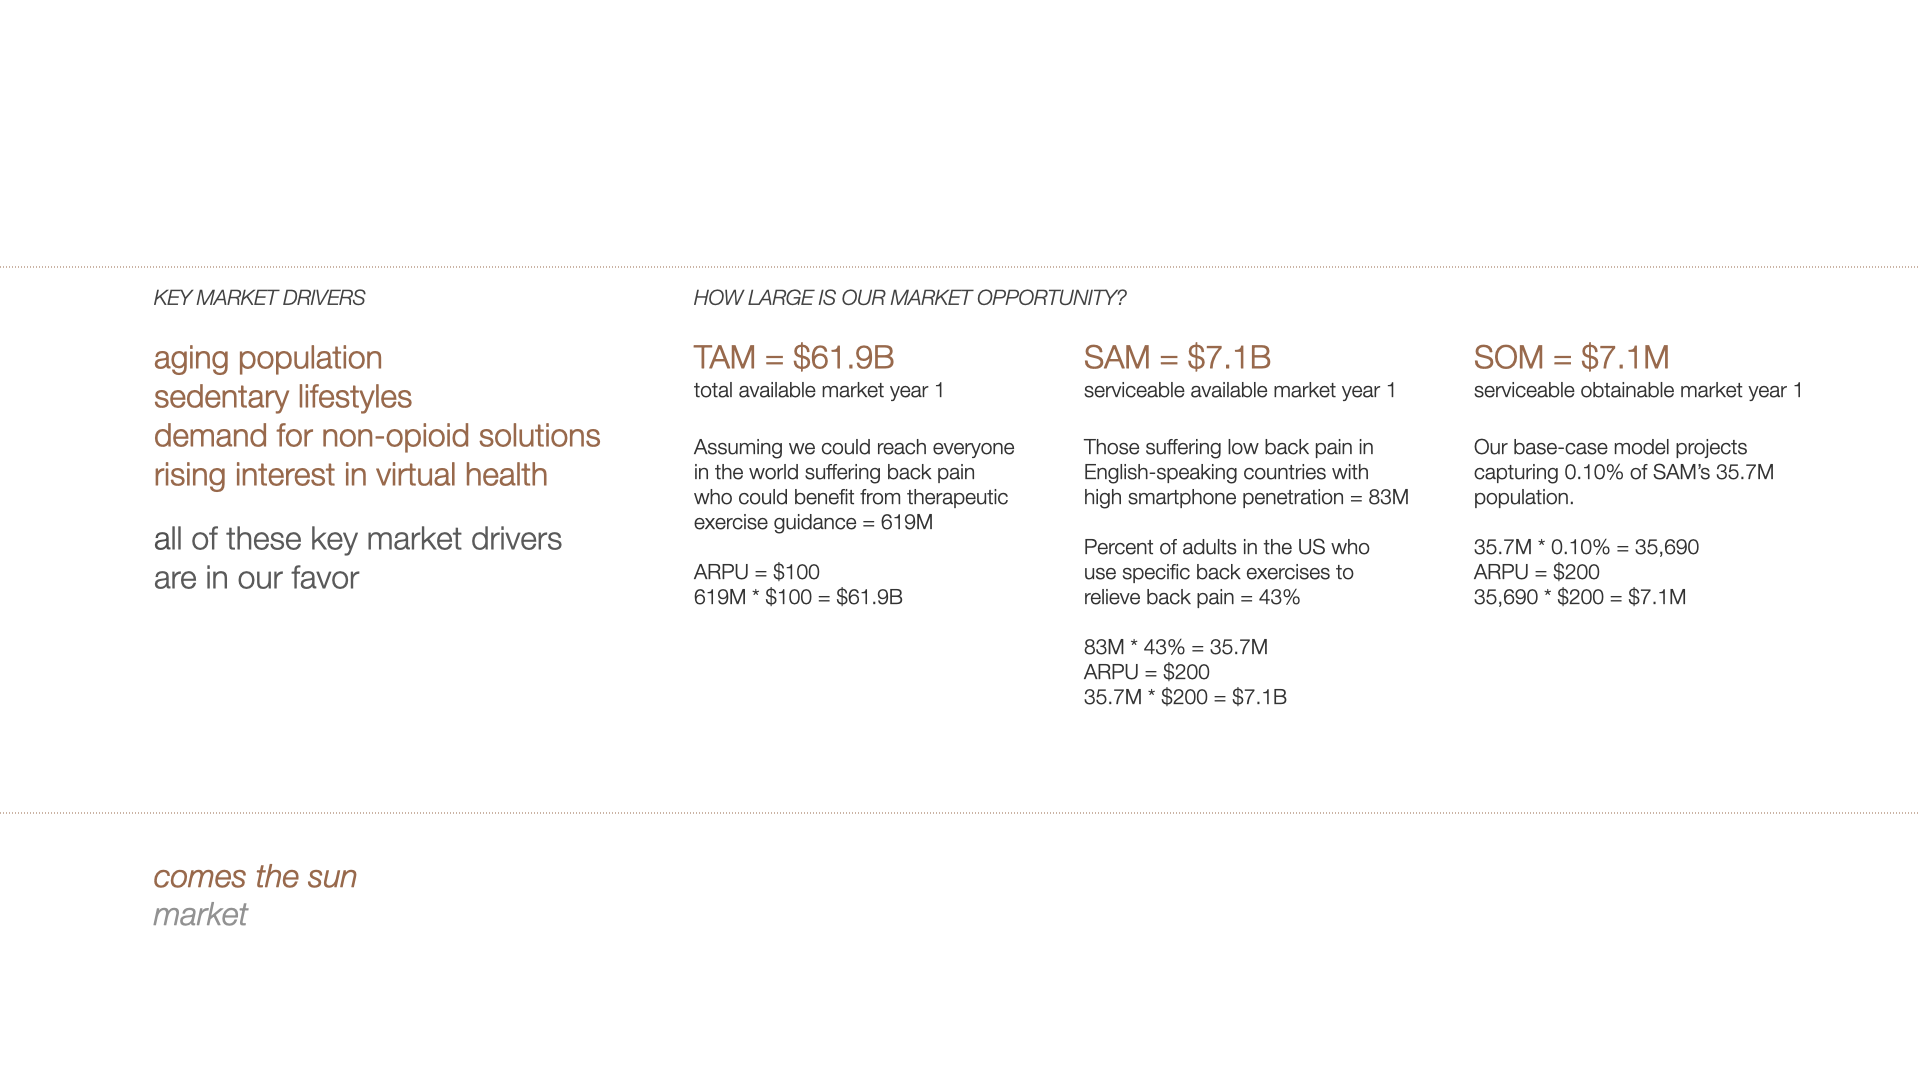 KEY MARKET DRIVERS
aging population
sedentary lifestyles
demand for non-opioid solutions
rising interest in virtual health
all of these key market drivers
are in our favor
HOW LARGE IS OUR MARKET OPPORTUNITY?
TAM = $61.9B
total available market year 1
Assuming we could reach everyone
in the world suffering back pain
who could benefit from therapeutic
exercise guidance = 619M
ARPU = $100
619M * $100 = $61.9B
SAM = $7.1B
serviceable available market year 1
Those suffering low back pain in
English-speaking countries with
high smartphone penetration = 83M
Percent of adults in the US who
use specific back exercises to
relieve back pain = 43%
83M * 43% = 35.7M
ARPU = $200
35.7M * $200 = $7.1B
SOM = $7.1M
serviceable obtainable market year 1
Our base-case model projects
capturing 0.10% of SAM’s 35.7M
population.
35.7M * 0.10% = 35,690
ARPU = $200
35,690 * $200 = $7.1M
comes the sun
market